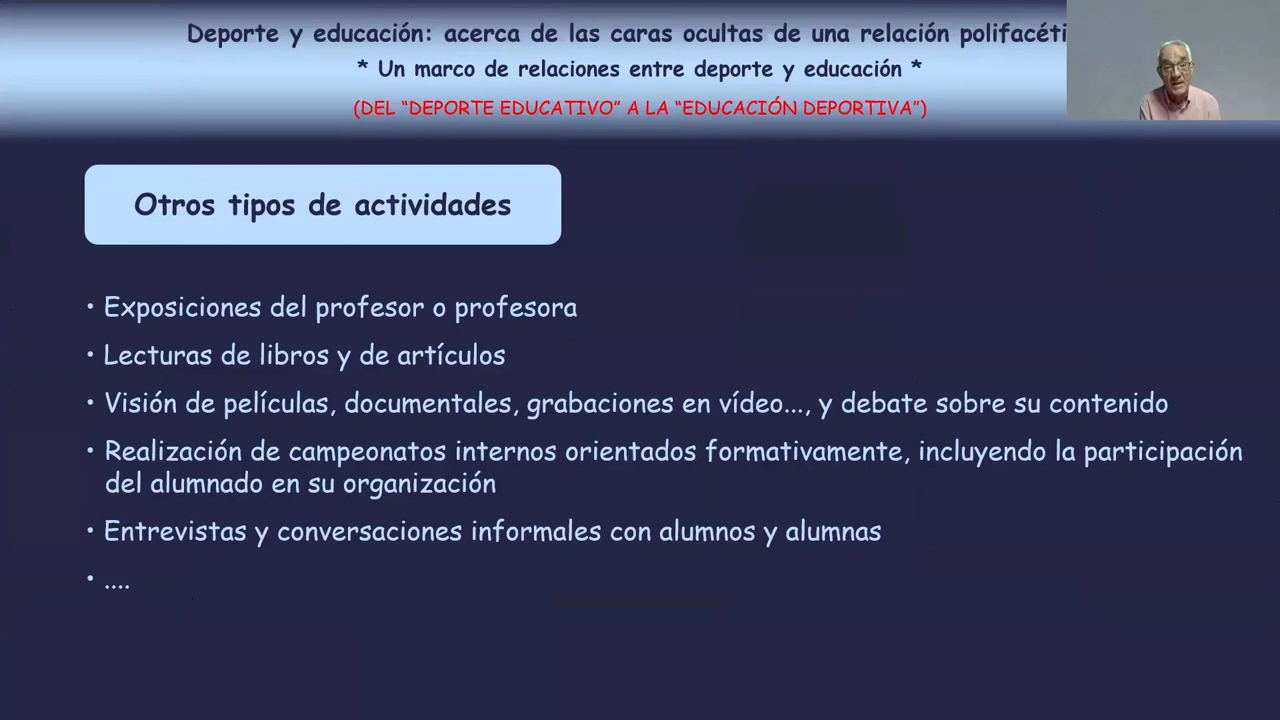 Deporte y educación: acerca de las caras ocultas de una relación polifacéti
* Un marco de relaciones entre deporte y educación *
(DEL “DEPORTE EDUCATIVO” A LA “EDUCACIÓN DEPORTIVA”)
Otros tipos de actividades
• Exposiciones del profesor o profesora
• Lecturas de libros y de artículos
• Visión de películas, documentales, grabaciones en vídeo..., y debate sobre su contenido
• Realización de campeonatos internos orientados formativamente, incluyendo la participación
del alumnado en su organización
• Entrevistas y conversaciones informales con alumnos y alumnas
• ....